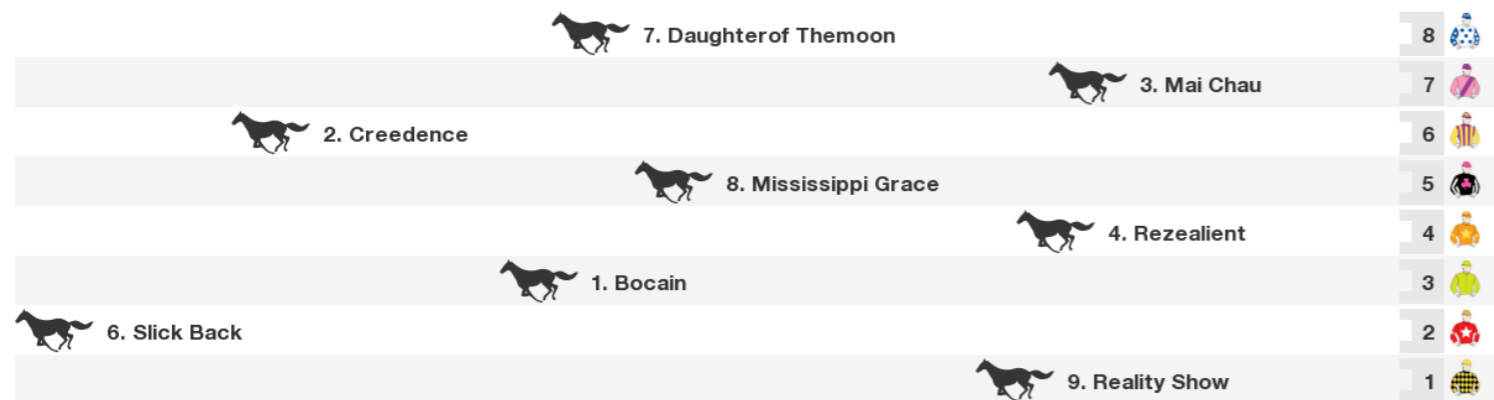 7. Daughterof Themoon 8
3. Mai Chau 7
2. Creedence 6
8. Mississippi Grace 5
4. Rezealient 4
1. Bocain 3
6. Slick Back 2
9. Reality Show 1